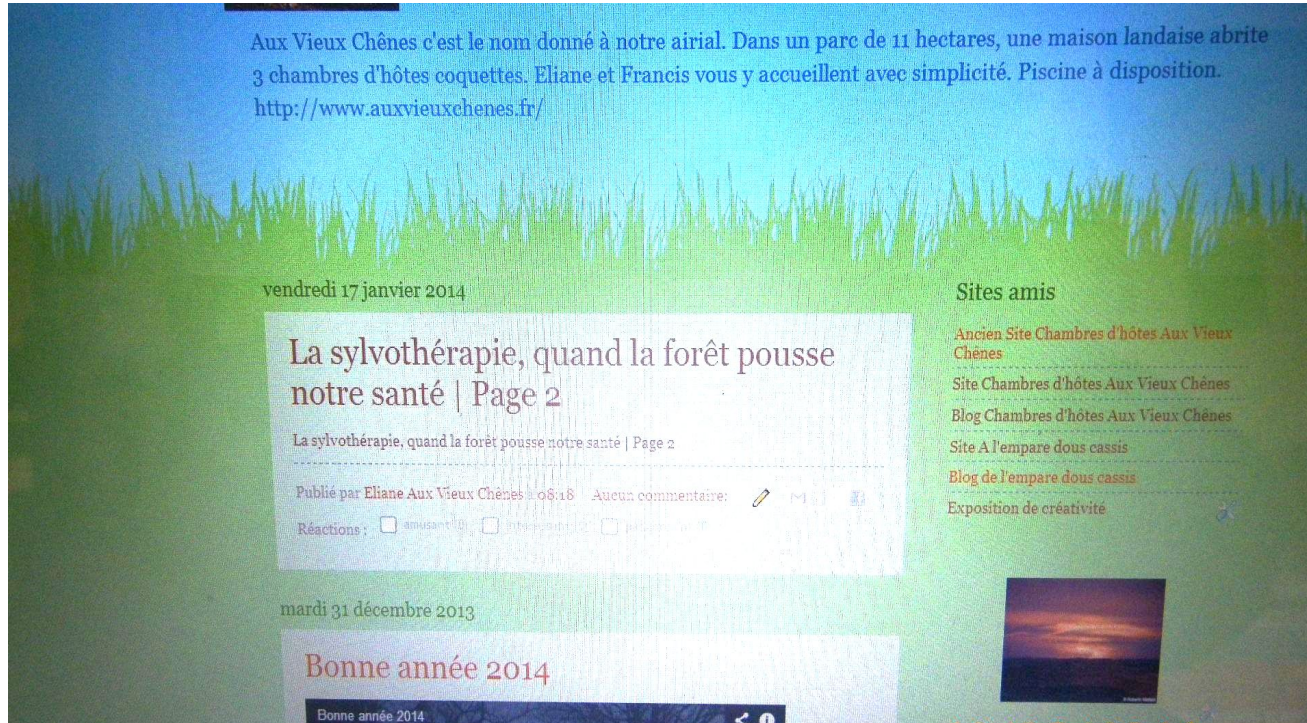 Aux Vieux Chênes c'est le nom donné à notre airial. Dans un parc de 11 hectares, une maison landaise abrite
3 chambres d'hôtes coquettes. Eliane et Francis vous y accueillent avec simplicité. Piscine à disposition.
http://www.auxvieuxchenes.fr/
vendredi 17 janvier 2014
La sylvothérapie, quand la forêt pousse
notre santé | Page 2
La sylvothérapie, quand la forêt pousse notre santé | Page 2
Publié par Eliane Aux Vieux Chênes à 08:18 Aucun commentaire:
Réactions : amusant
mardi 31 décembre 2013
Bonne année 2014
Bonne année 2014
Sites amis
Ancien Site Chambres d'hôtes Aux Vieux
Chênes
Site Chambres d'hôtes Aux Vieux Chênes
Blog Chambres d'hôtes Aux Vieux Chênes
Site A l'empare dous cassis
Blog de l'empare dous cassis
Exposition de créativité